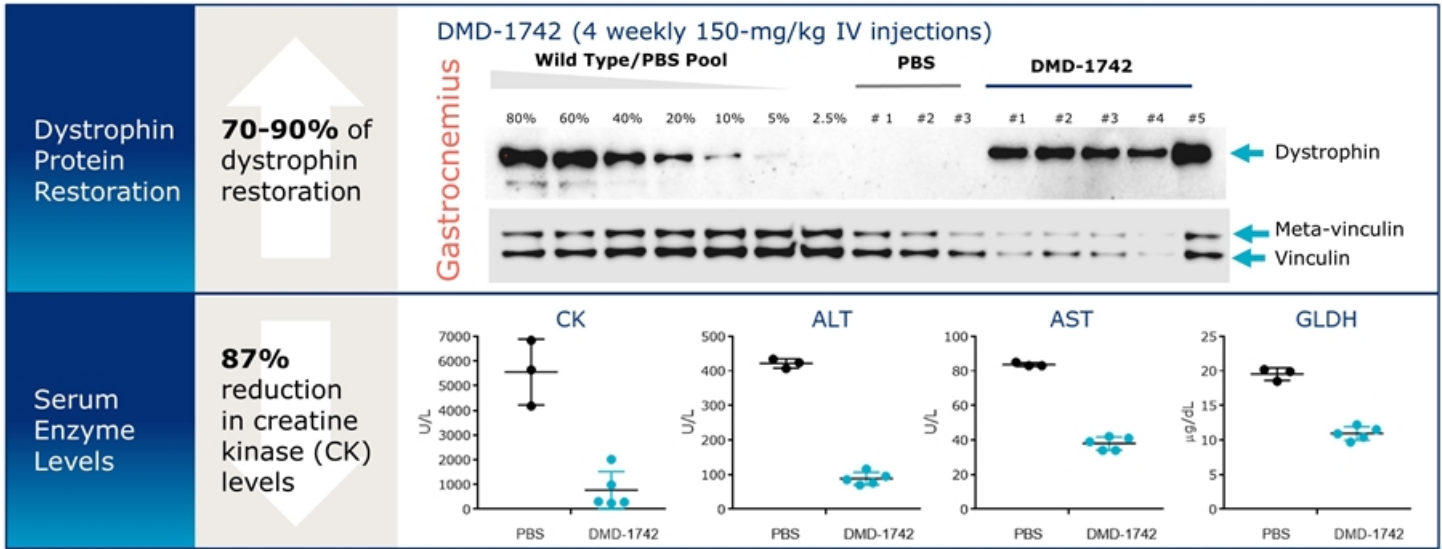 Dystrophin
Protein
Restoration
70-90% of
dystrophin
restoration
DMD-1742 (4 weekly 150-mg/kg IV injections)
Gastrocnemius
Wild Type/PBS Pool
PBS
DMD-1742
80% 60% 40% 20% 10% 5% 2.5% # 1 #2 #3 #1 #2 #3 #4 #5
Dystrophin
Meta-vinculin
Vinculin
Serum
Enzyme
Levels
87%
reduction
in creatine
kinase (CK)
levels
CK
U/L
7000
6000
5000
4000
3000
2000
1000
0
PBS DMD-1742
ALT
U/L
500
400
300
200
100
0
PBS DMD-1742
AST
U/L
100
80
60
40
20
0
PBS DMD-1742
GLDH
µg/dL
25
20
15
10
5
0
PBS DMD-1742